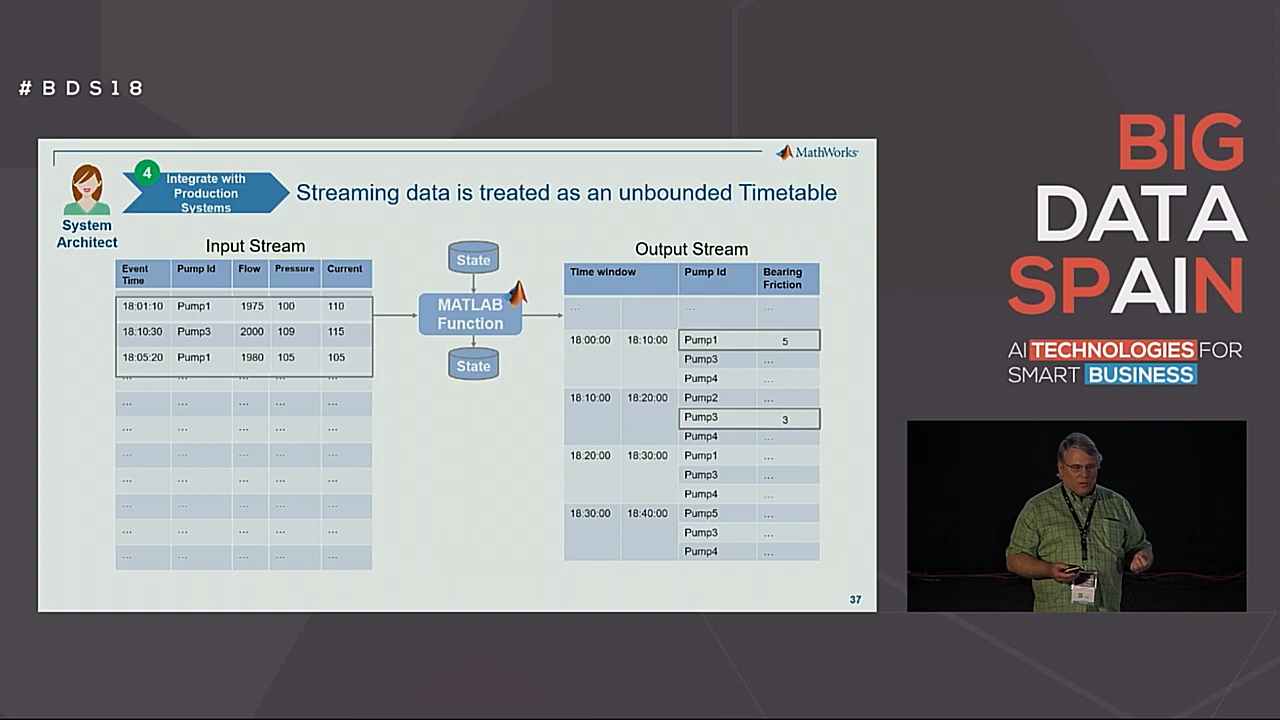 #BDS18
BIG
DATA
SPAIN
AI TECHNOLOGIES FOR
SMART BUSINESS
MathWorks
4
Integrate with
Production
Systems
System
Architect
Streaming data is treated as an unbounded Timetable
Input Stream
Event Time Pump Id Flow Pressure Current
18:01:10 Pump1 1975 100 110
18:10:30 Pump3 2000 109 115
18:05:20 Pump1 1980 105 105
... ... ... ... ...
... ... ... ... ...
... ... ... ... ...
... ... ... ... ...
... ... ... ... ...
... ... ... ... ...
... ... ... ... ...
... ... ... ... ...
State
MATLAB
Function
State
Output Stream
Time window Pump Id Bearing Friction
... ... ...
18:00:00 18:10:00 Pump1 5
Pump3 ...
Pump4 ...
18:10:00 18:20:00 Pump2 ...
Pump3 3
Pump4 ...
18:20:00 18:30:00 Pump1 ...
Pump3 ...
Pump4 ...
18:30:00 18:40:00 Pump5 ...
Pump3 ...
Pump4 ...
37